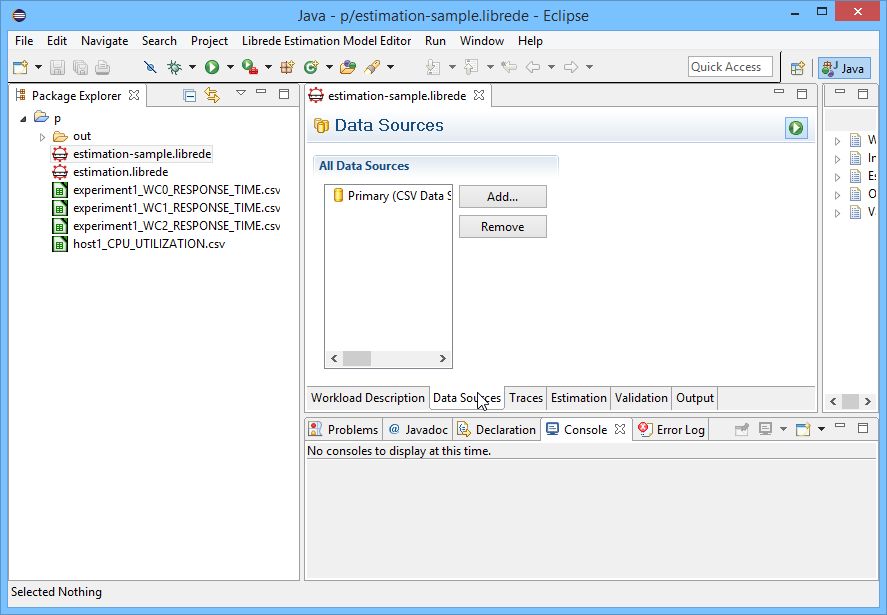 Java - p/estimation-sample.librede - Eclipse
File Edit Navigate Search Project Librede Estimation Model Editor Run Window Help
Quick Access
Java
Package Explorer
p
out
estimation-sample.librede
estimation.librede
experiment1_WC0_RESPONSE_TIME.csv
experiment1_WC1_RESPONSE_TIME.csv
experiment1_WC2_RESPONSE_TIME.csv
host1_CPU_UTILIZATION.csv
estimation-sample.librede
Data Sources
All Data Sources
Primary (CSV Data S
Add...
Remove
Workload Description Data Sources Traces Estimation Validation Output
W
In
Es
O
Va
Problems @ Javadoc Declaration Console Error Log
No consoles to display at this time.
Selected Nothing